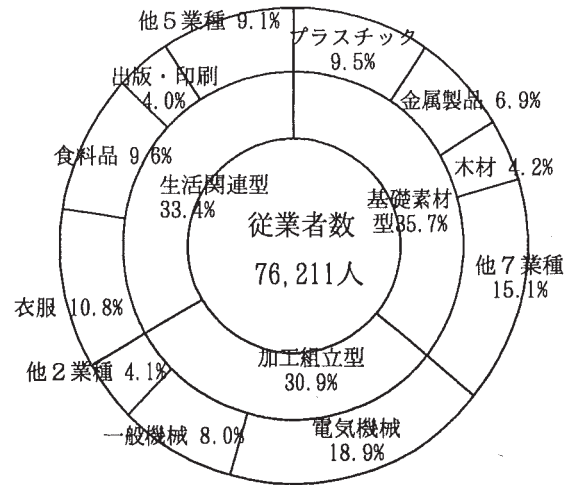 他５業種 9.1%
プラスチック
9.5%
出版・印刷
4.0%
金属製品 6.9%
食料品 9.6%
木材 4.2%
生活関連型
33.4%
基礎素材
型35.7%
従業者数
76,211人
他７業種
15.1%
衣服 10.8%
加工組立型
30.9%
他２業種 4.1%
一般機械 8.0%
電気機械
18.9%